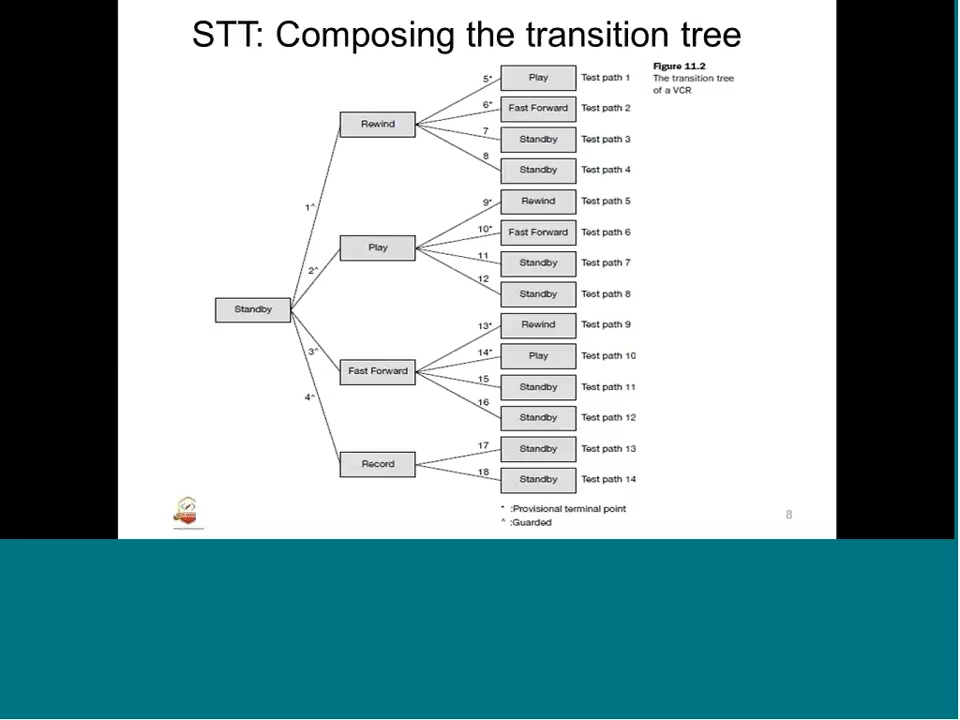 STT: Composing the transition tree
Figure 11.2
The transition tree
of a VCR
5* Play Test path 1
6* Fast Forward Test path 2
Rewind
7 Standby Test path 3
8 Standby Test path 4
1^
9* Rewind Test path 5
10* Fast Forward Test path 6
Play
11 Standby Test path 7
2^
12 Standby Test path 8
Standby
13* Rewind Test path 9
3^
14* Play Test path 10
Fast Forward
15 Standby Test path 11
4^
16 Standby Test path 12
17 Standby Test path 13
Record
18 Standby Test path 14
* :Provisional terminal point
^ :Guarded
8